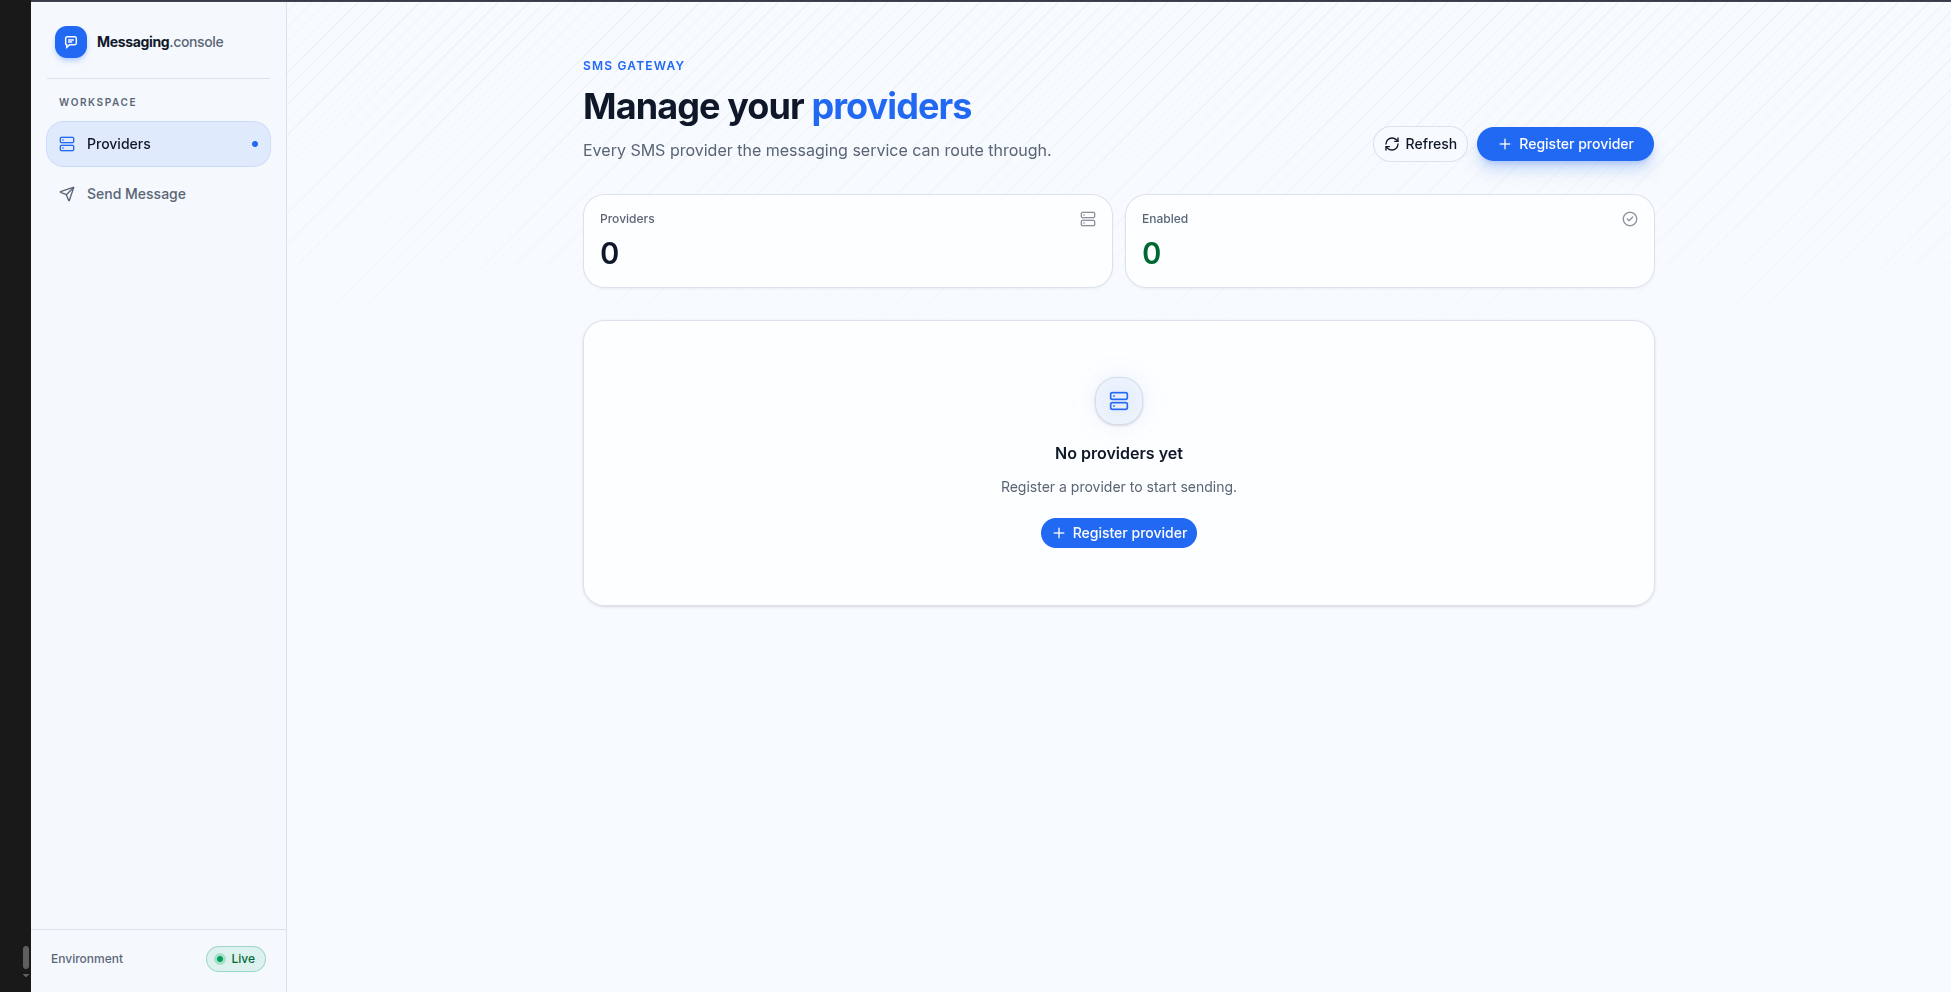 Messaging.console
WORKSPACE
Providers
Send Message
SMS GATEWAY
Manage your providers
Every SMS provider the messaging service can route through.
Refresh
Register provider
Providers
0
Enabled
0
No providers yet
Register a provider to start sending.
Register provider
Environment
Live